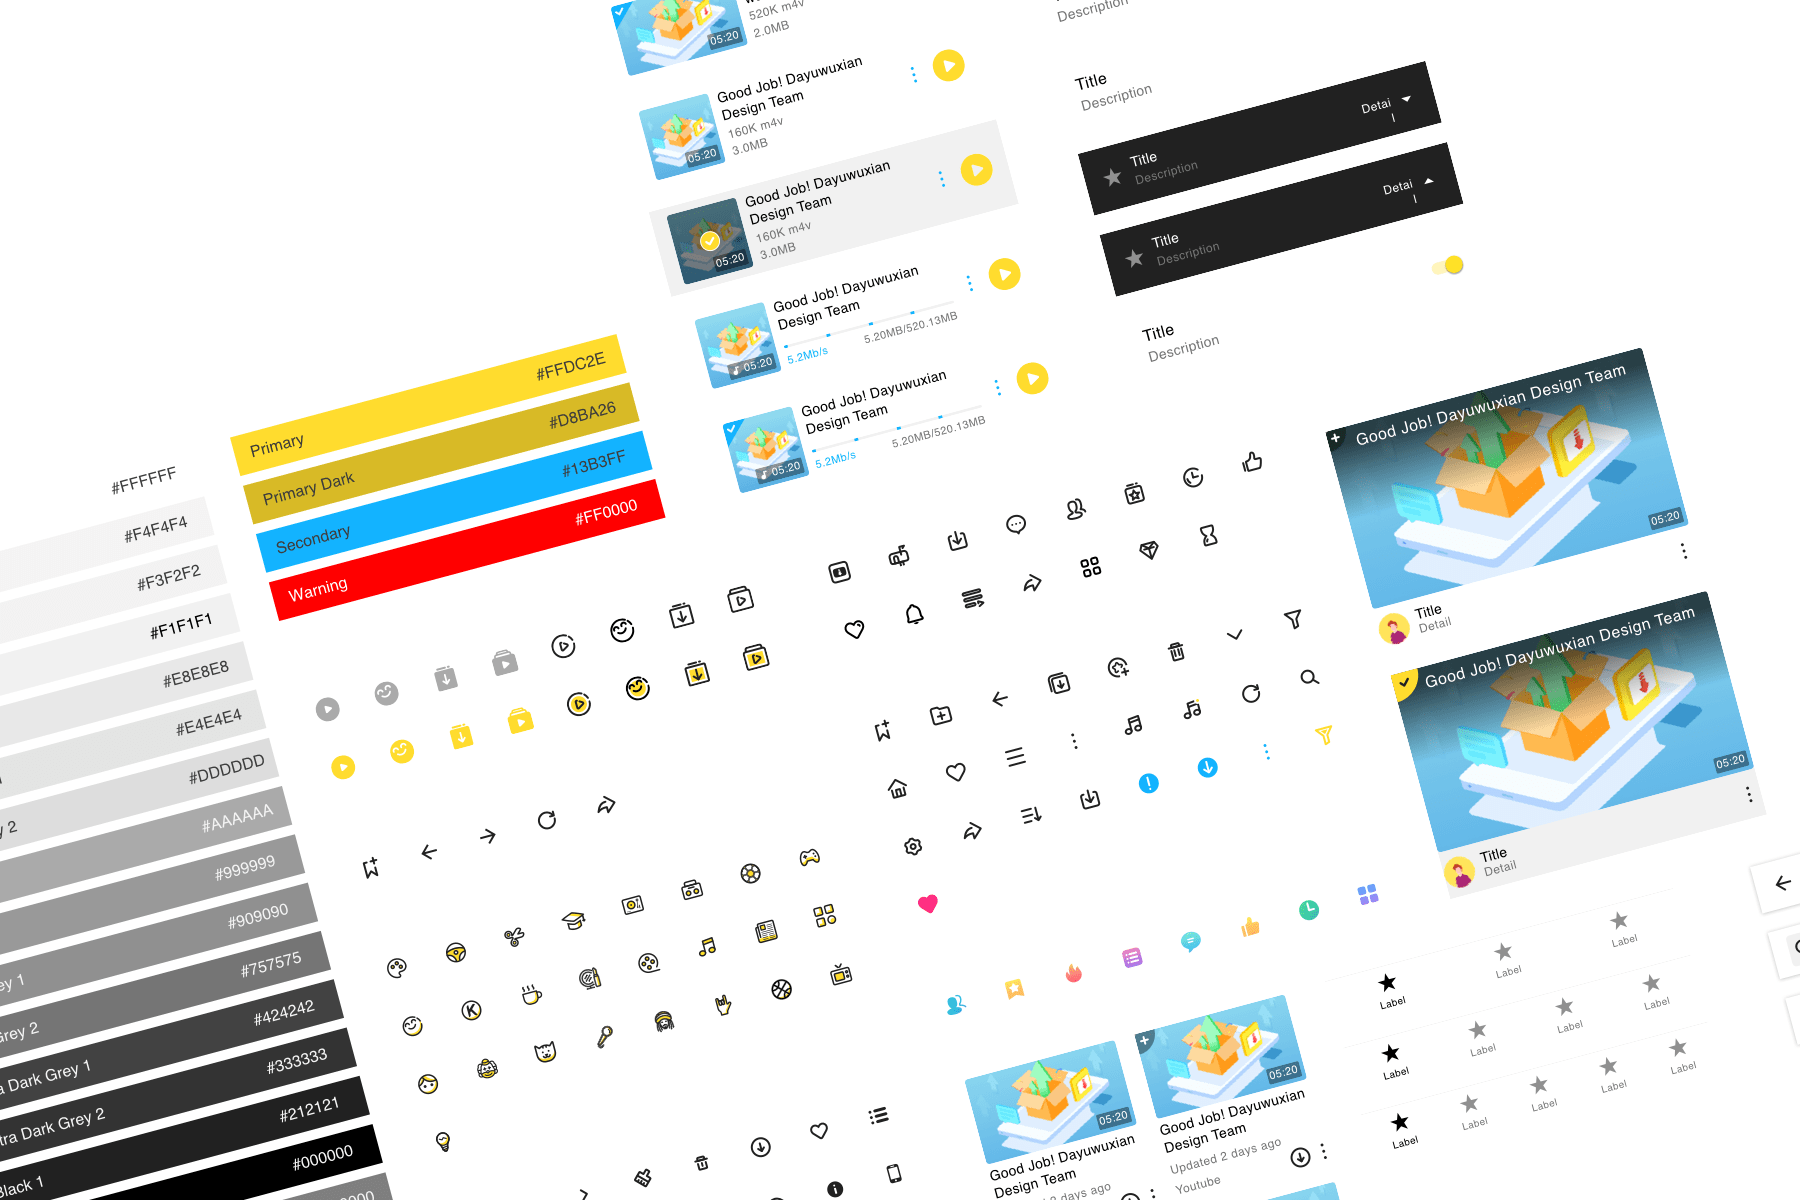 520K m4v
2.0MB
05:20
Good Job! Dayuwuxian
Design Team
160K m4v
3.0MB
05:20
Good Job! Dayuwuxian
Design Team
160K m4v
3.0MB
05:20
Good Job! Dayuwuxian
Design Team
5.2Mb/s
5.20MB/520.13MB
05:20
Good Job! Dayuwuxian
Design Team
5.2Mb/s
5.20MB/520.13MB
05:20
Description
Title
Description
Title
Description
Detai
l
Title
Description
Detai
l
Title
Description
Primary
#FFDC2E
Primary Dark
#D8BA26
Secondary
#13B3FF
Warning
#FF0000
#FFFFFF
#F4F4F4
#F3F2F2
#F1F1F1
#E8E8E8
#E4E4E4
#DDDDDD
y 2
#AAAAAA
#999999
#909090
ey 1
#757575
Grey 2
#424242
a Dark Grey 1
#333333
tra Dark Grey 2
#212121
Black 1
#000000
0000
Good Job! Dayuwuxian Design Team
05:20
Title
Detail
Good Job! Dayuwuxian Design Team
05:20
Title
Detail
05:20
Good Job! Dayuwuxian
Design Team
2 days ago
05:20
Good Job! Dayuwuxian
Design Team
Updated 2 days ago
Youtube
Label
Label
Label
Label
Label
Label
Label
Label
Label
Label
Label
Label